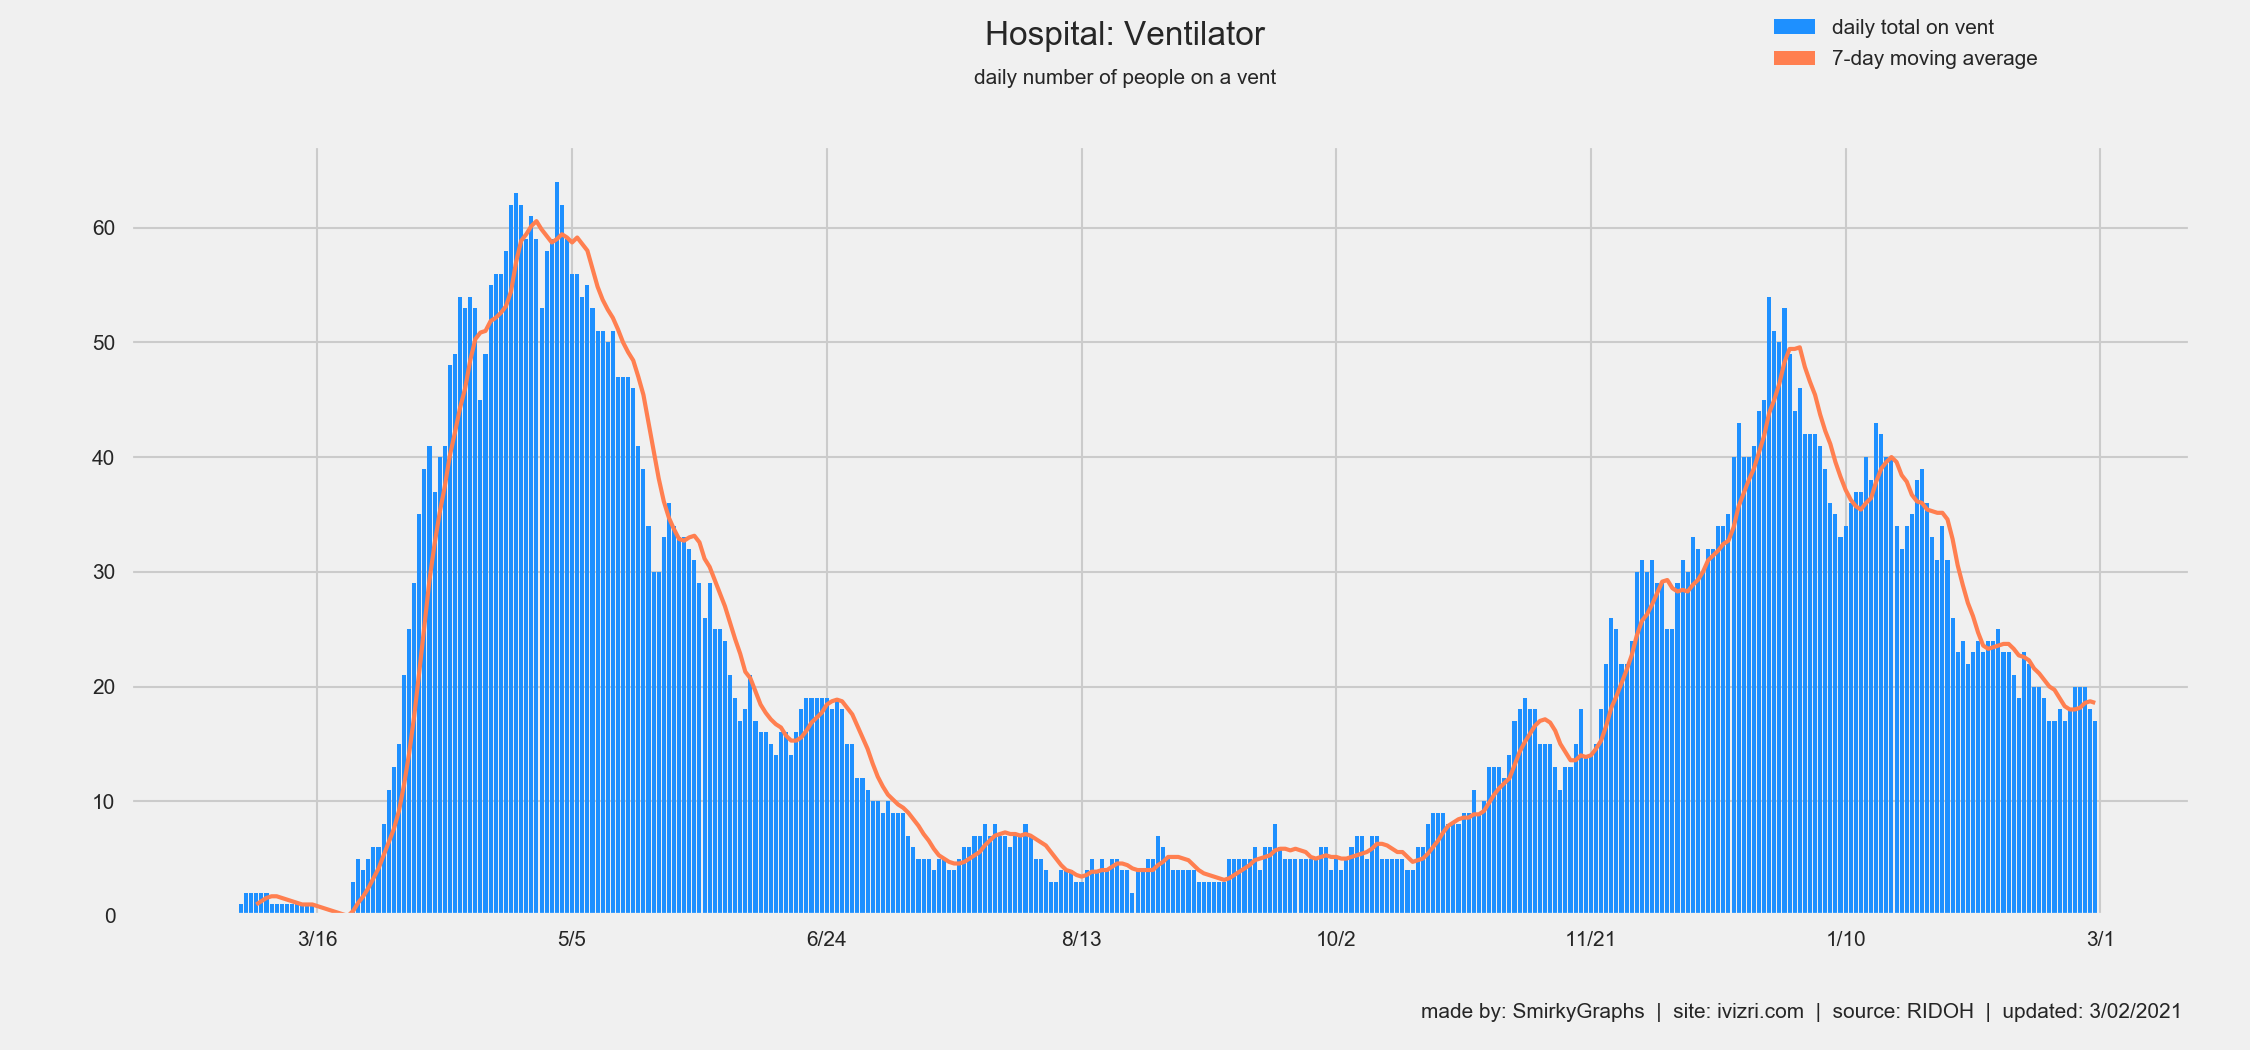 Hospital: Ventilator
daily number of people on a vent
daily total on vent
7-day moving average
60
50
40
30
20
10
0
3/16 5/5 6/24 8/13 10/2 11/21 1/10 3/1
made by: SmirkyGraphs | site: ivizri.com | source: RIDOH | updated: 3/02/2021